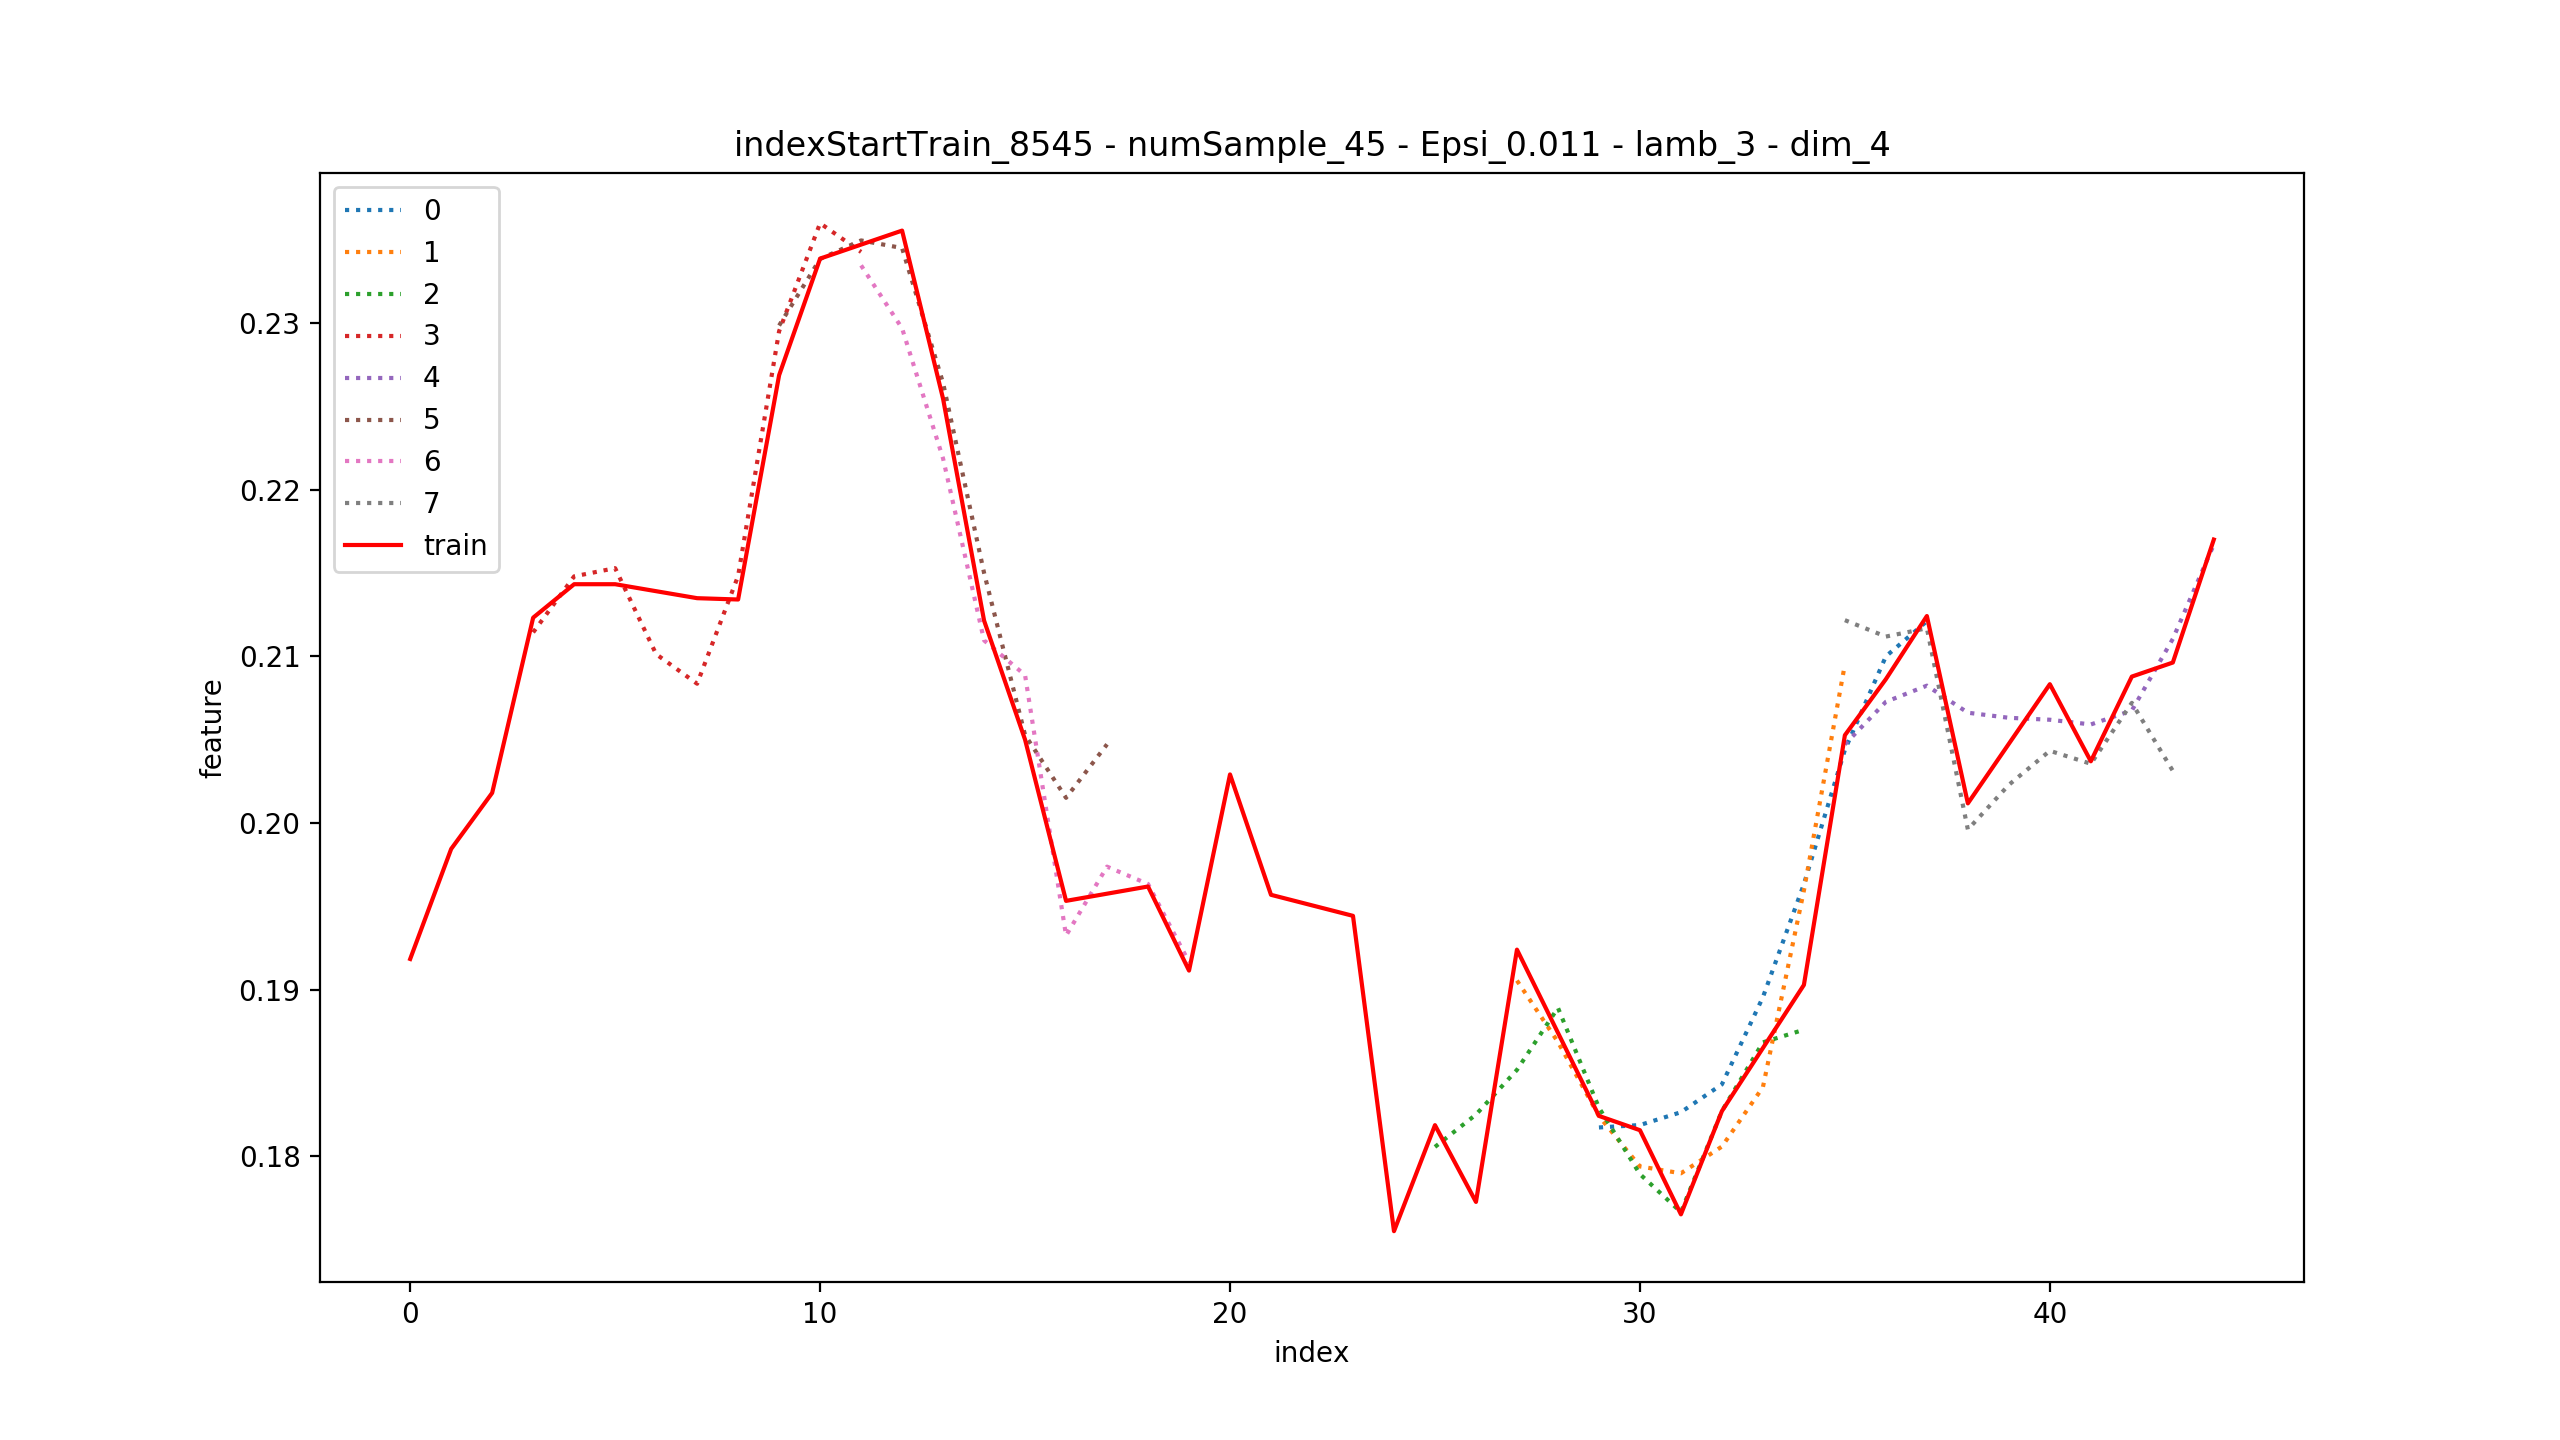 indexStartTrain_8545 - numSample_45 - Epsi_0.011 - lamb_3 - dim_4
0
1
2
3
4
5
6
7
train
feature
0.23
0.22
0.21
0.20
0.19
0.18
0 10 20 30 40
index